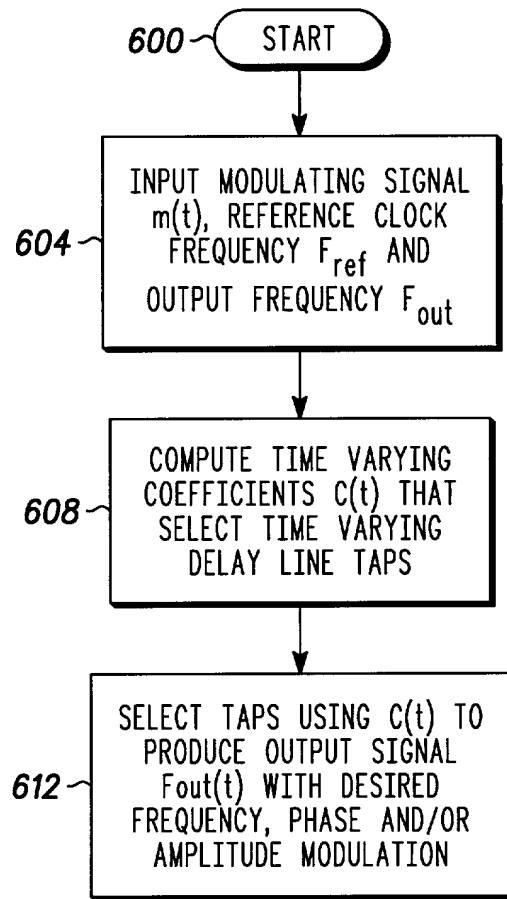 600
START
604
INPUT MODULATING SIGNAL
m(t), REFERENCE CLOCK
FREQUENCY Fref AND
OUTPUT FREQUENCY Fout
608
COMPUTE TIME VARYING
COEFFICIENTS C(t) THAT
SELECT TIME VARYING
DELAY LINE TAPS
612
SELECT TAPS USING C(t) TO
PRODUCE OUTPUT SIGNAL
Fout(t) WITH DESIRED
FREQUENCY, PHASE AND/OR
AMPLITUDE MODULATION